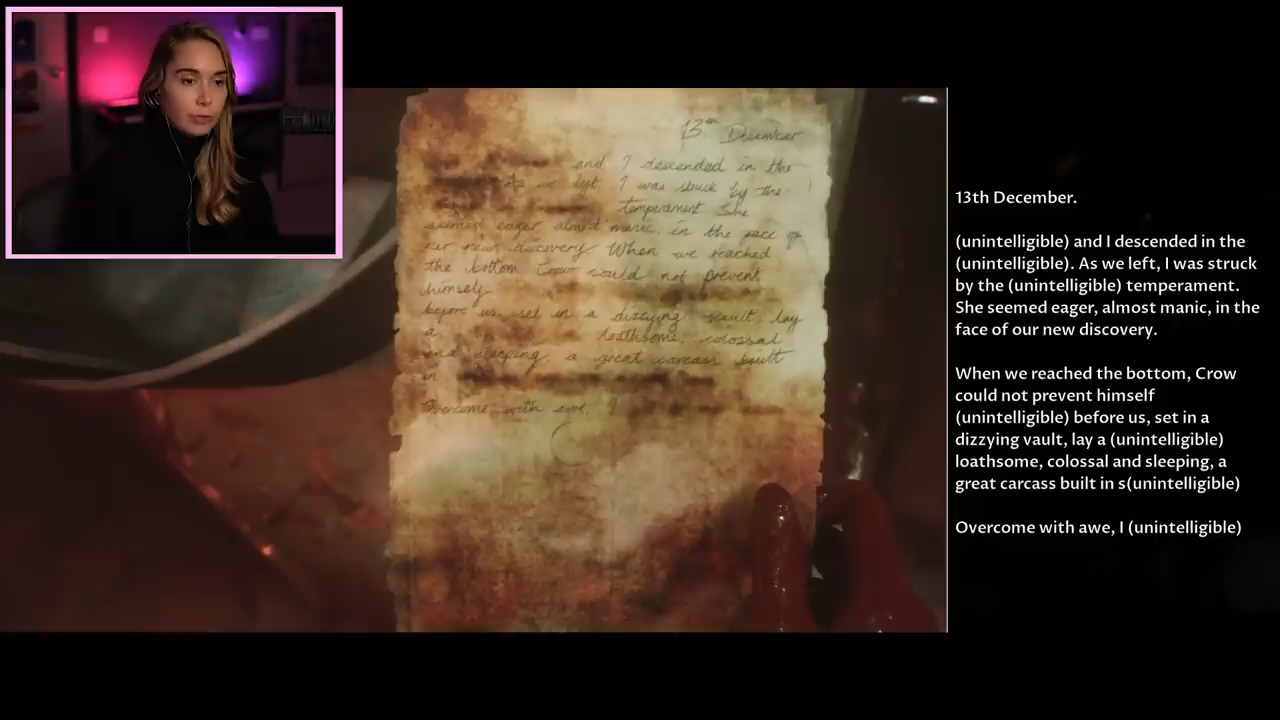 13th December
and I descended in the
As we left, I was struck by the
temperament. She
seemed eager, almost manic, in the face of
our new discovery. When we reached
the bottom Crow could not prevent
himself
before us, set in a dizzying vault, lay
a loathsome, colossal
and sleeping, a great carcass built
in
Overcome with awe, I
13th December.
(unintelligible) and I descended in the
(unintelligible). As we left, I was struck
by the (unintelligible) temperament.
She seemed eager, almost manic, in the
face of our new discovery.
When we reached the bottom, Crow
could not prevent himself
(unintelligible) before us, set in a
dizzying vault, lay a (unintelligible)
loathsome, colossal and sleeping, a
great carcass built in s(unintelligible)
Overcome with awe, I (unintelligible)